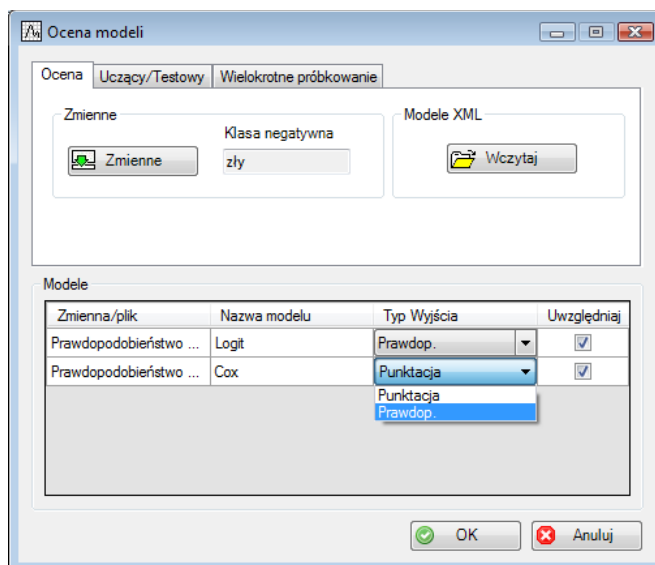 Ocena modeli
Ocena Uczący/Testowy Wielokrotne próbkowanie
Zmienne
Klasa negatywna
Zmienne
zły
Modele XML
Wczytaj
Modele
Zmienna/plik Nazwa modelu Typ Wyjścia Uwzględniaj
Prawdopodobieństwo ... Logit Prawdop.
Prawdopodobieństwo ... Cox Punktacja
Punktacja
Prawdop.
OK Anuluj